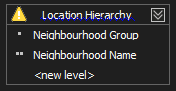 Location Hierarchy
Neighbourhood Group
Neighbourhood Name
<new level>